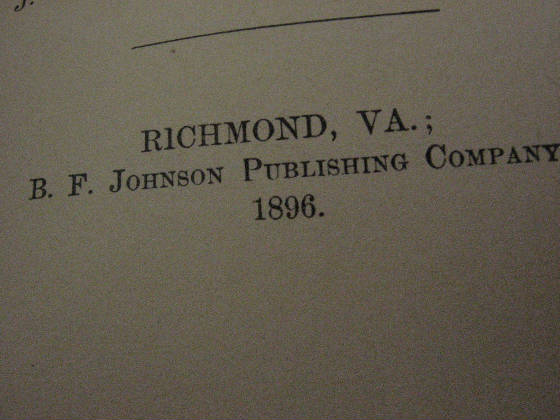 J.
RICHMOND, VA.;
B. F. JOHNSON PUBLISHING COMPANY
1896.